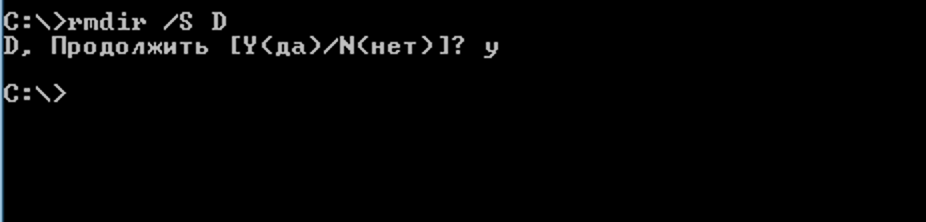 C:\>rmdir /S D
D, Продолжить [Y(да)/N(нет)]? y
C:\>